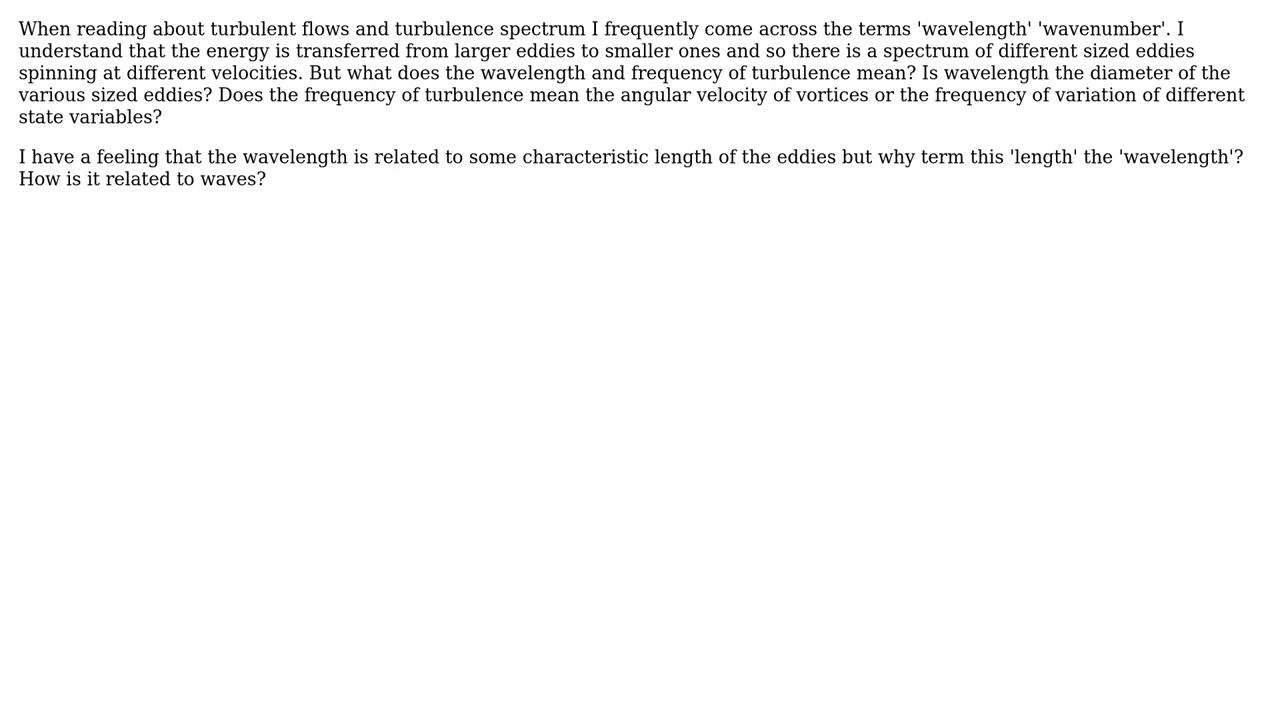 When reading about turbulent flows and turbulence spectrum I frequently come across the terms 'wavelength' 'wavenumber'. I
understand that the energy is transferred from larger eddies to smaller ones and so there is a spectrum of different sized eddies
spinning at different velocities. But what does the wavelength and frequency of turbulence mean? Is wavelength the diameter of the
various sized eddies? Does the frequency of turbulence mean the angular velocity of vortices or the frequency of variation of different
state variables?
I have a feeling that the wavelength is related to some characteristic length of the eddies but why term this 'length' the 'wavelength'?
How is it related to waves?